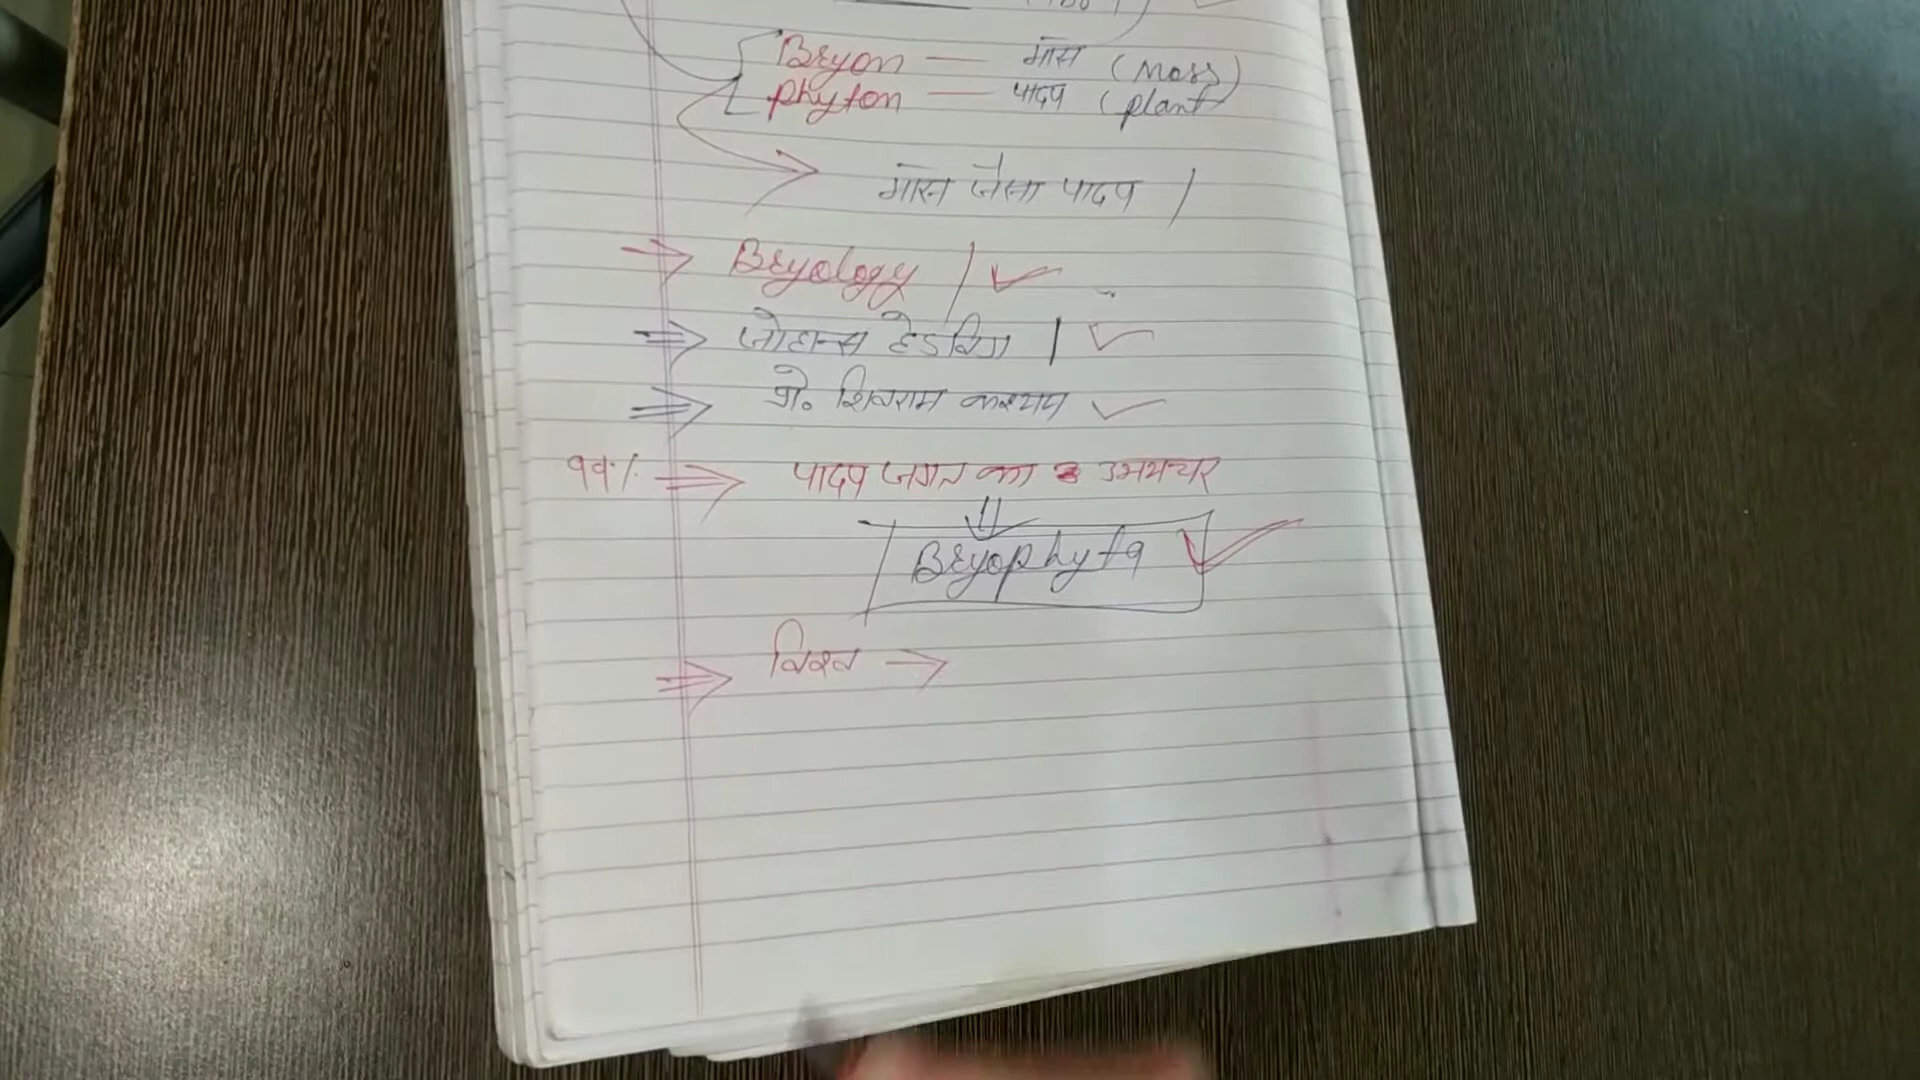 Bryon — मॉस (Moss)
Phyton — पादप (plant
मॉस जैसा पादप |
⇒ Bryology | ✓
⇒ जोहान्स हेडविग | ✓
⇒ प्रो. शिवराम कश्यप ✓
⇒ पादप जगत का उभयचर
Bryophyta ✓
⇒ विश्व →